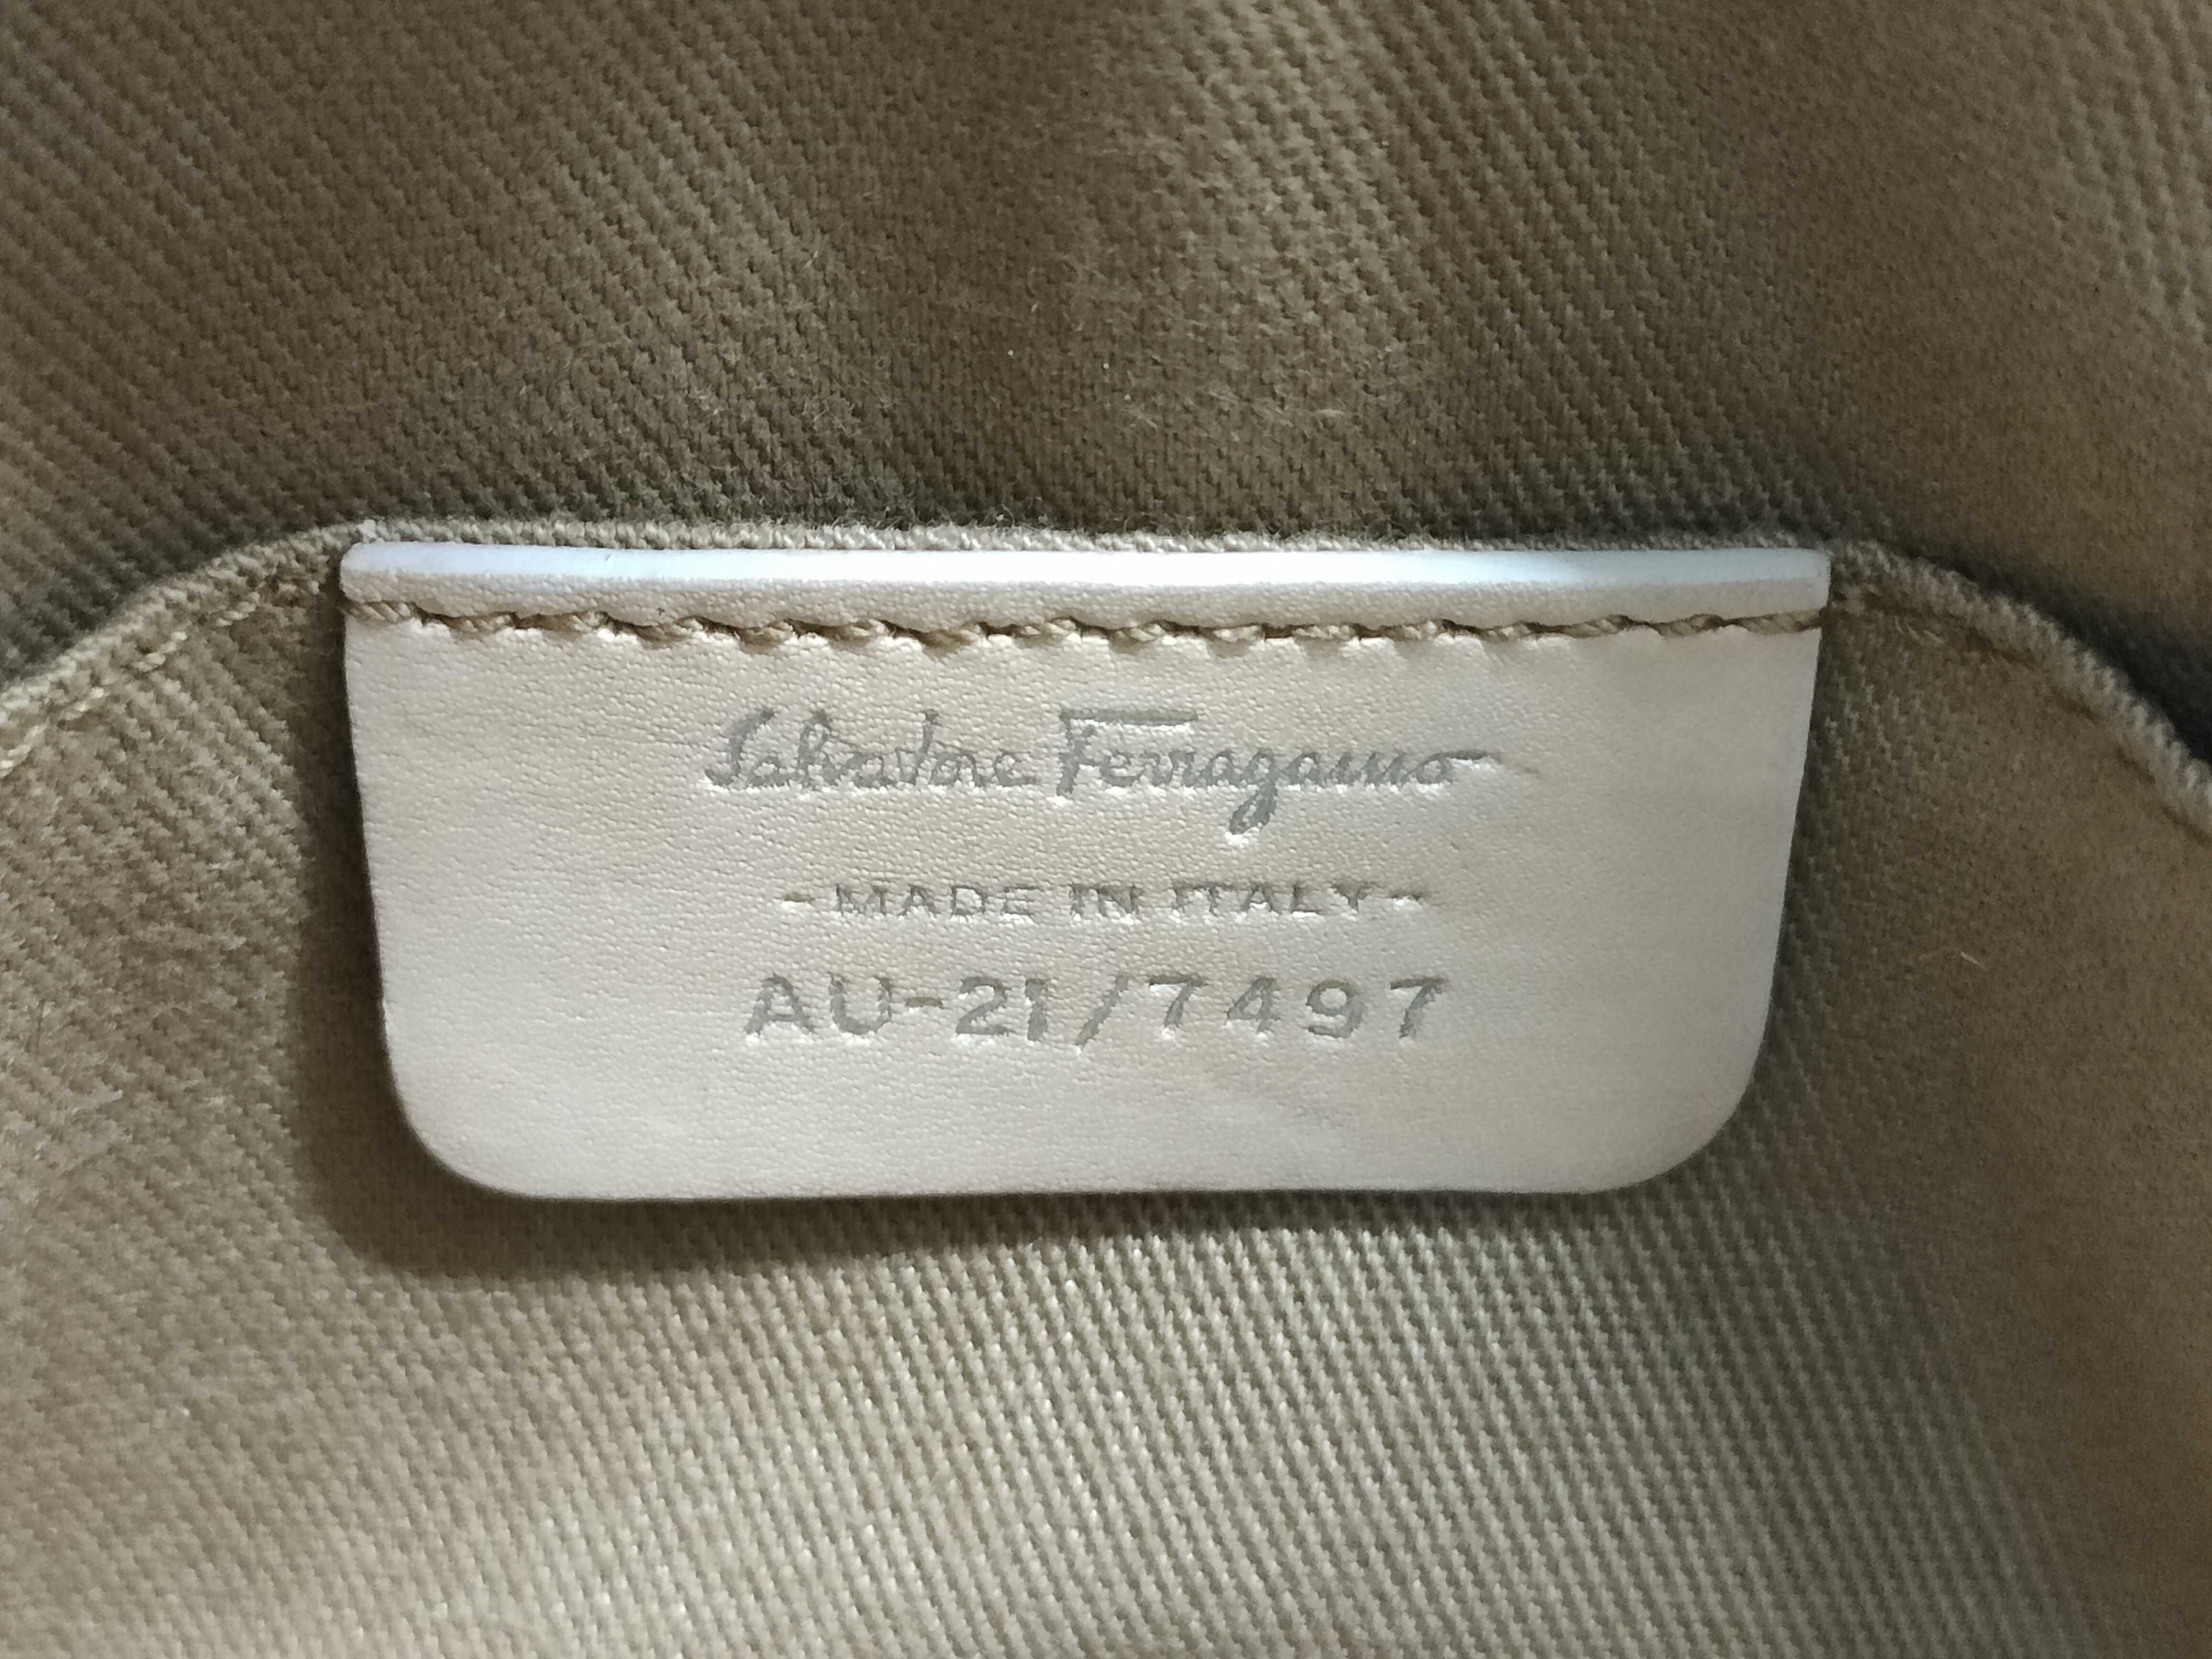 Salvatore Ferragamo
-MADE IN ITALY-
AU-21/7497